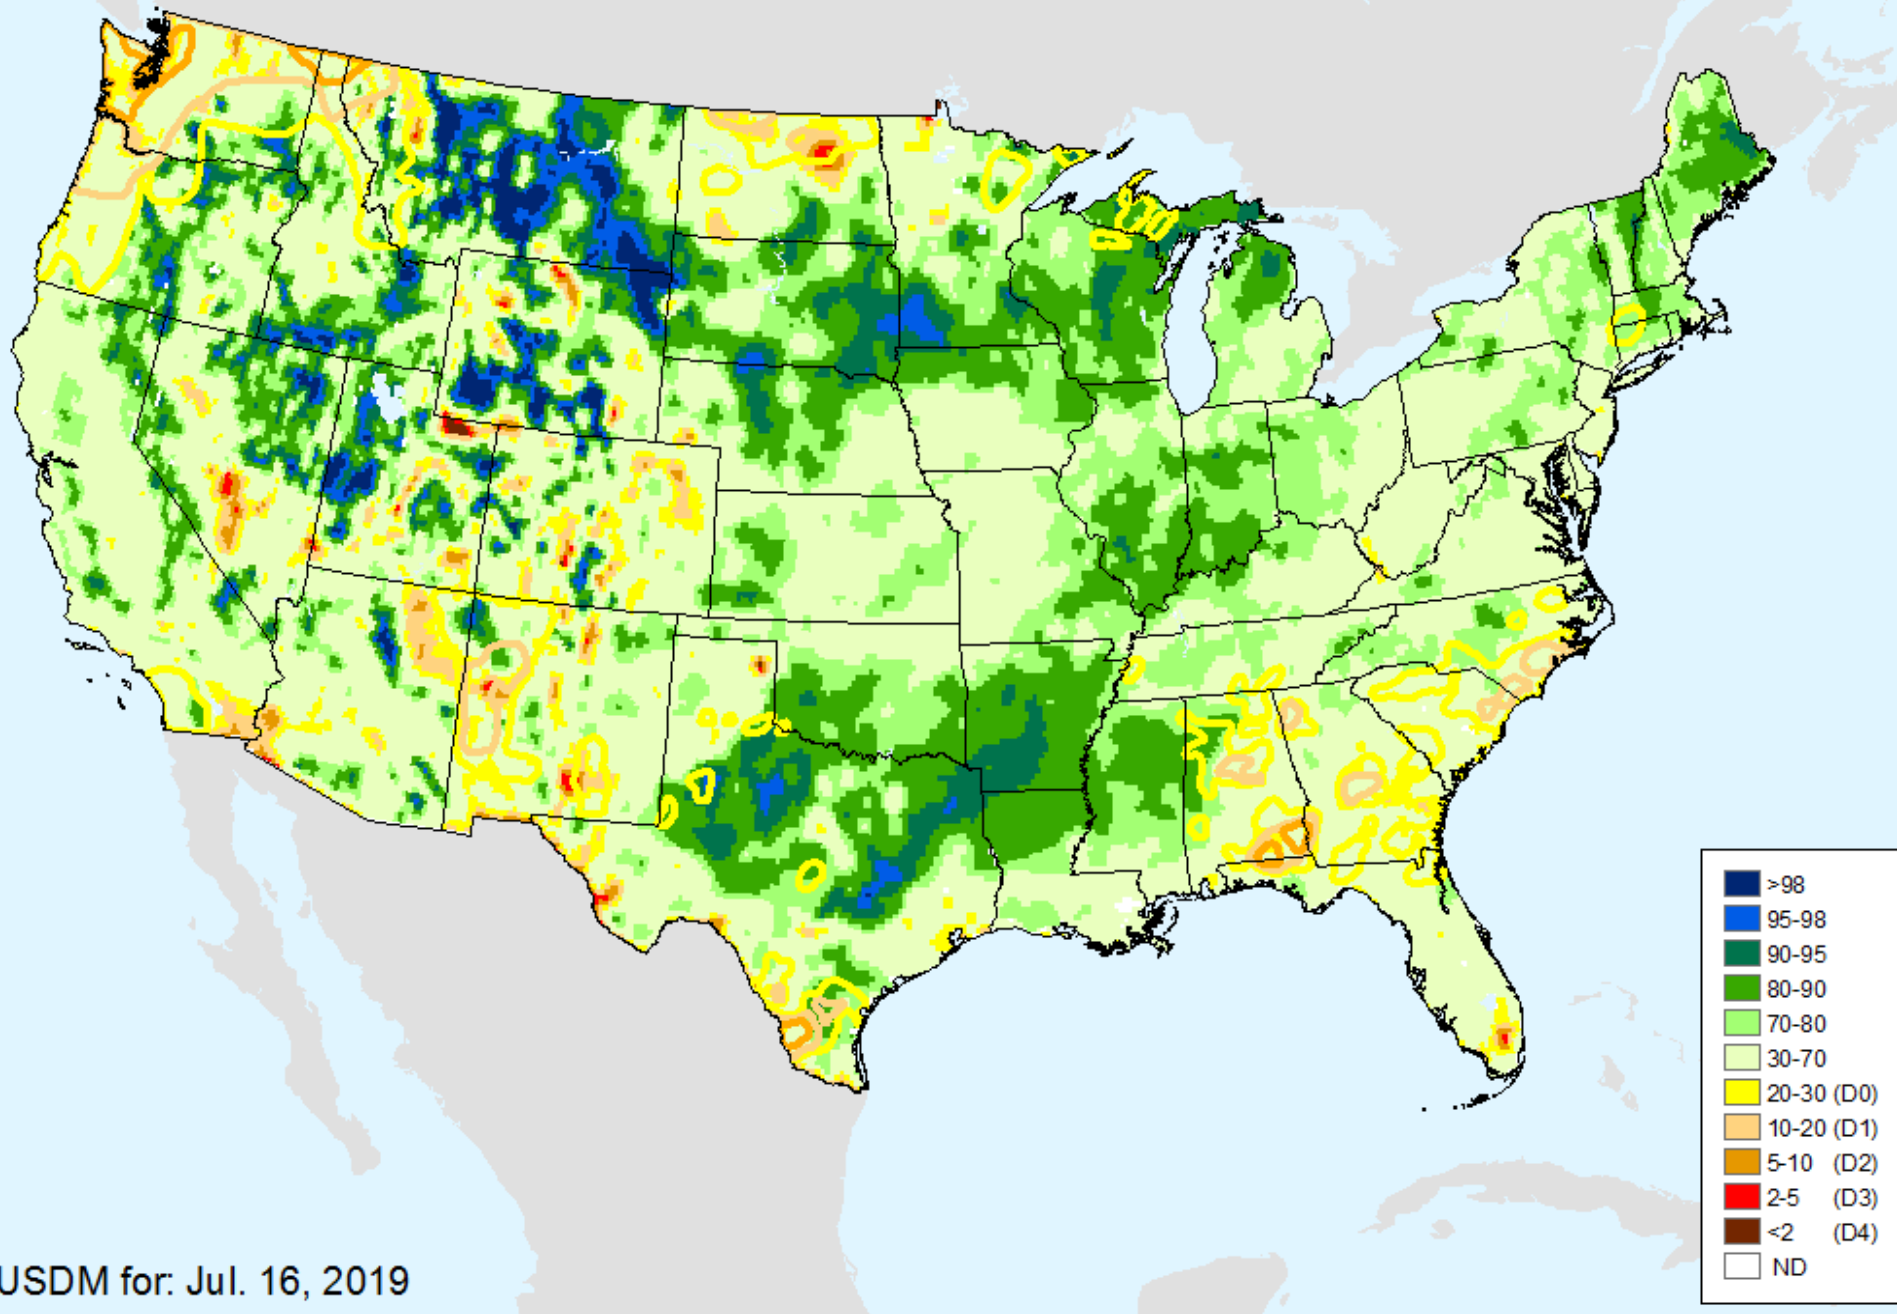 >98
95-98
90-95
80-90
70-80
30-70
20-30 (D0)
10-20 (D1)
5-10 (D2)
2-5 (D3)
<2 (D4)
ND
USDM for: Jul. 16, 2019